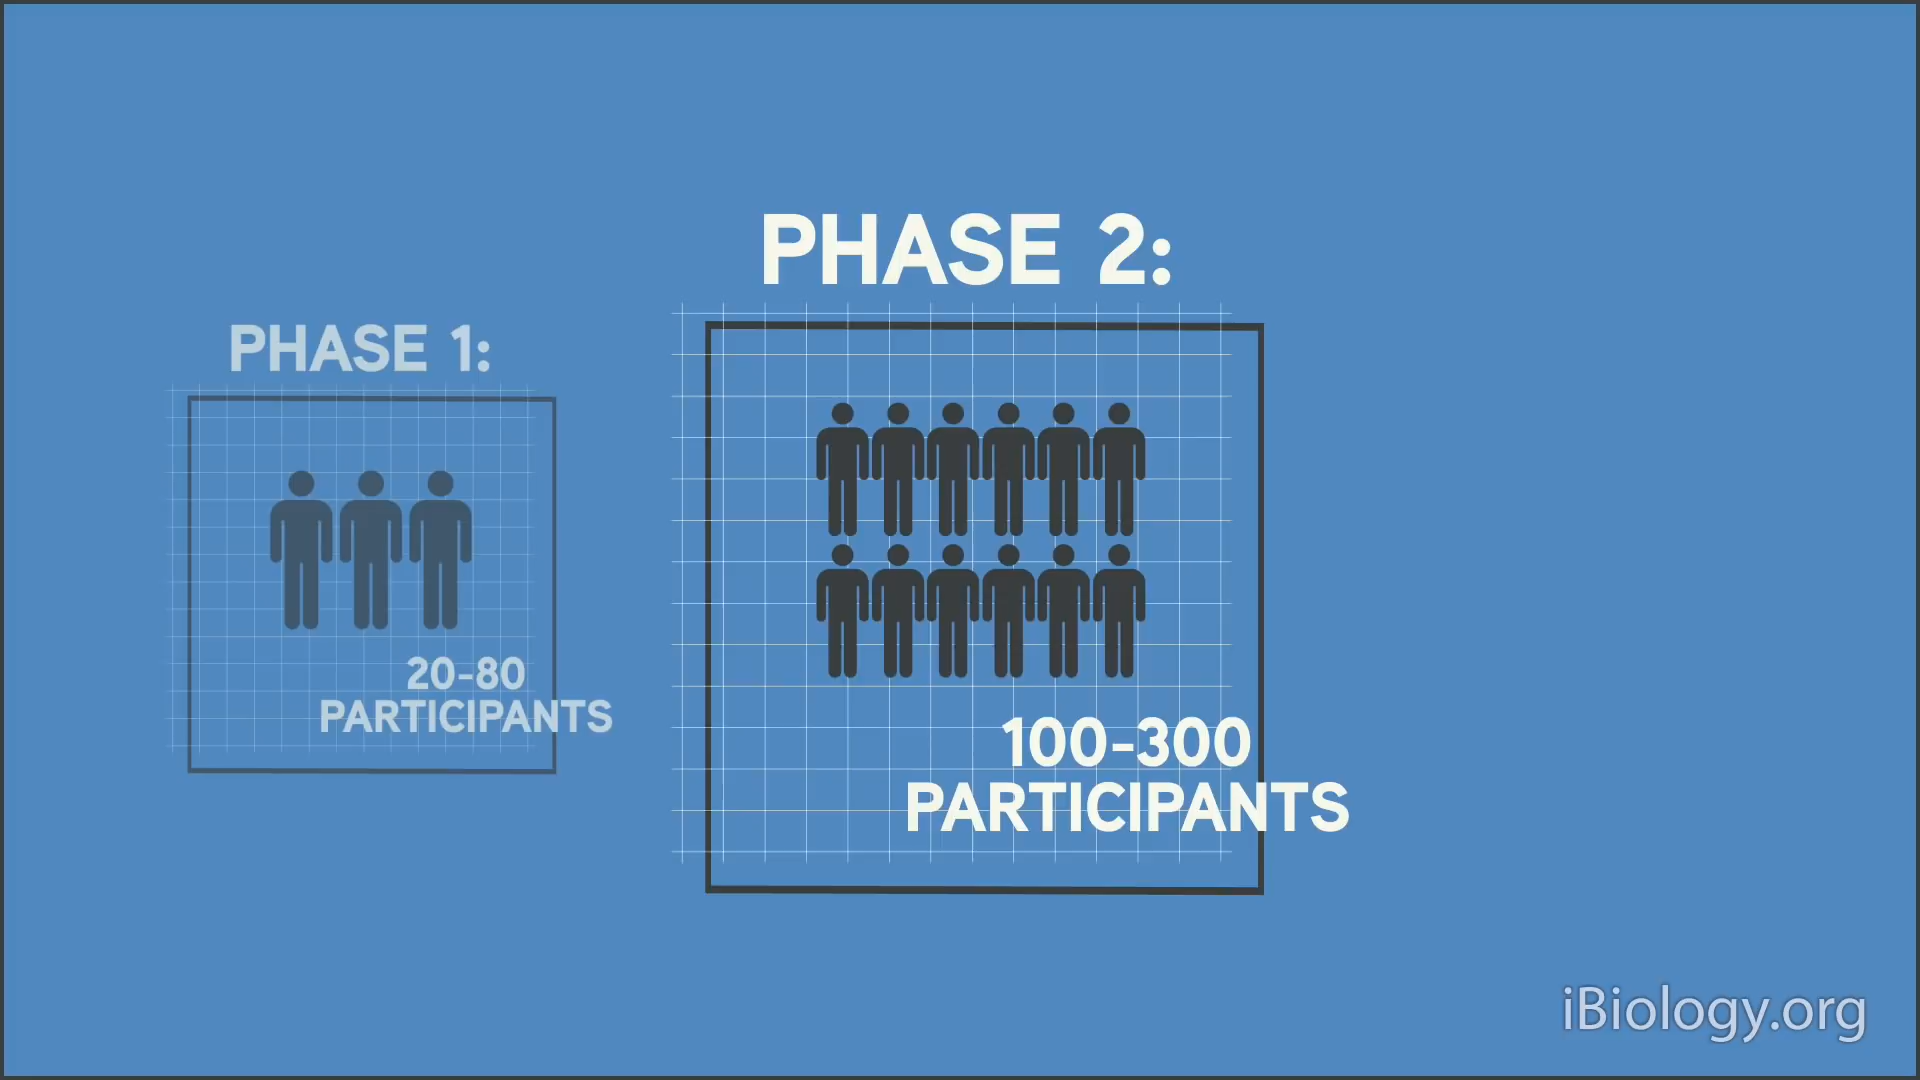 PHASE 1:
20-80
PARTICIPANTS
PHASE 2:
100-300
PARTICIPANTS
iBiology.org